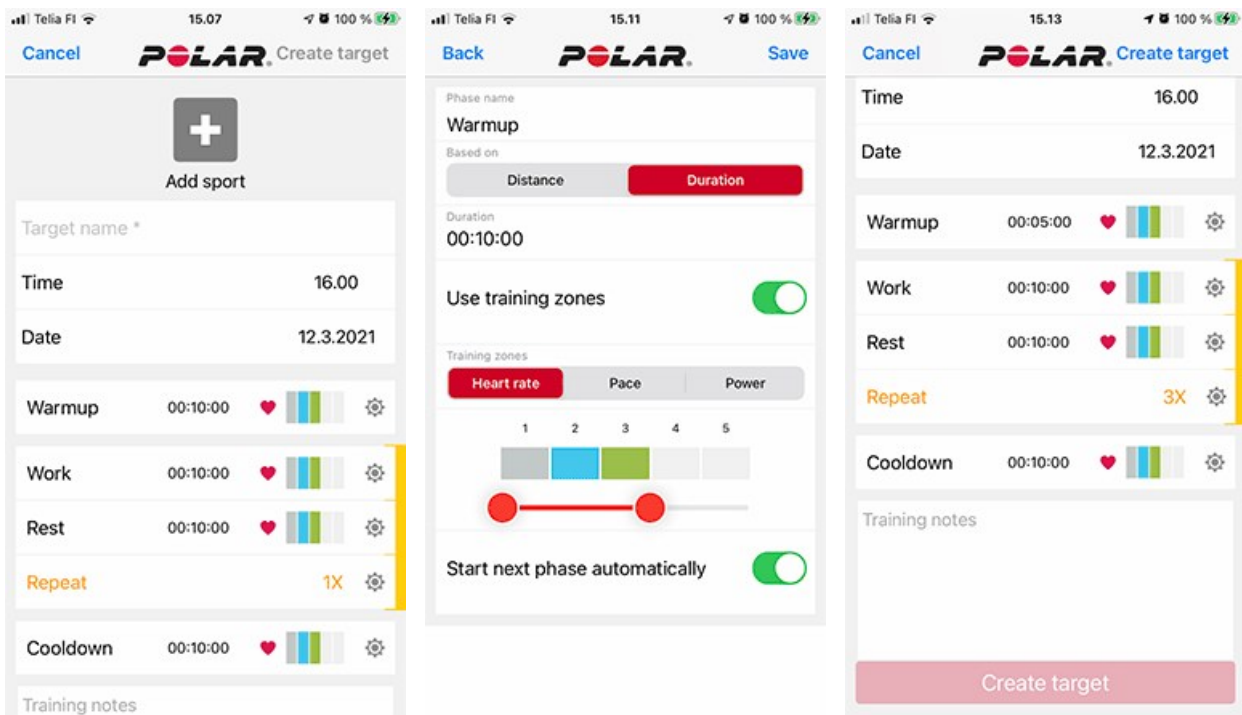 Telia FI 15.07 100 %
Cancel POLAR. Create target
Add sport
Target name *
Time 16.00
Date 12.3.2021
Warmup 00:10:00
Work 00:10:00
Rest 00:10:00
Repeat 1X
Cooldown 00:10:00
Training notes
Telia FI 15.11 100 %
Back POLAR. Save
Phase name
Warmup
Based on
Distance Duration
Duration
00:10:00
Use training zones
Training zones
Heart rate Pace Power
1 2 3 4 5
Start next phase automatically
Telia FI 15.13 100 %
Cancel POLAR. Create target
Time 16.00
Date 12.3.2021
Warmup 00:05:00
Work 00:10:00
Rest 00:10:00
Repeat 3X
Cooldown 00:10:00
Training notes
Create target